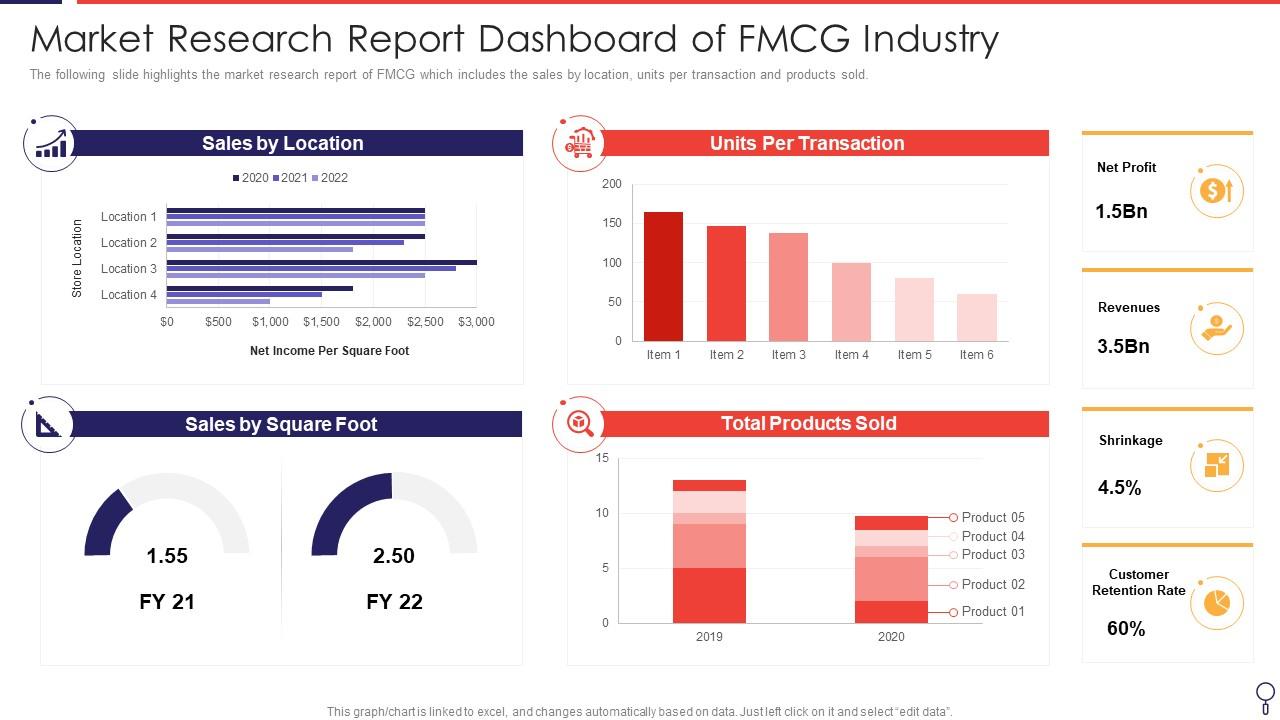 Market Research Report Dashboard of FMCG Industry
The following slide highlights the market research report of FMCG which includes the sales by location, units per transaction and products sold.
Sales by Location
2020 2021 2022
Store Location
Location 1
Location 2
Location 3
Location 4
$0 $500 $1,000 $1,500 $2,000 $2,500 $3,000
Net Income Per Square Foot
Units Per Transaction
200
150
100
50
0
Item 1 Item 2 Item 3 Item 4 Item 5 Item 6
Net Profit
1.5Bn
Revenues
3.5Bn
Sales by Square Foot
1.55
FY 21
2.50
FY 22
Total Products Sold
15
10
5
0
Product 05
Product 04
Product 03
Product 02
Product 01
2019 2020
Shrinkage
4.5%
Customer
Retention Rate
60%
This graph/chart is linked to excel, and changes automatically based on data. Just left click on it and select “edit data”.